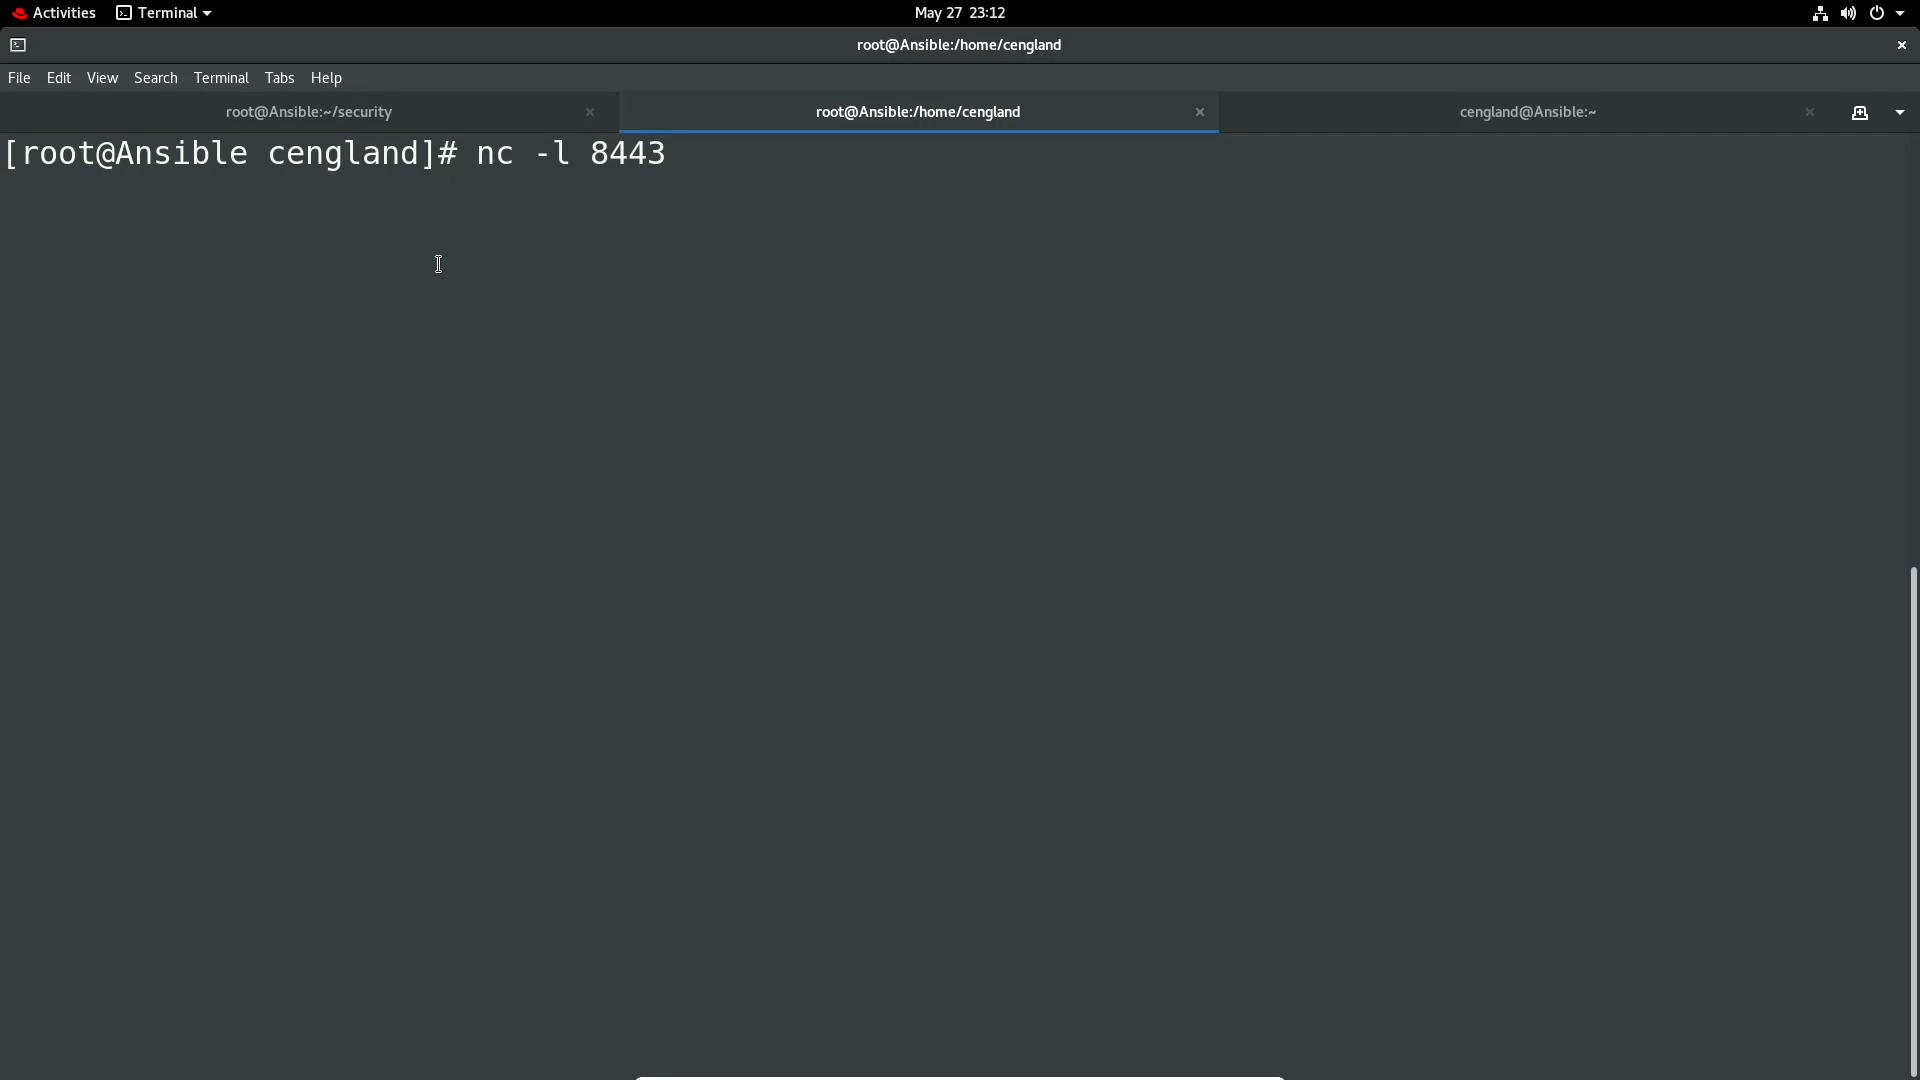 Activities Terminal May 27 23:12
root@Ansible:/home/cengland
File Edit View Search Terminal Tabs Help
root@Ansible:~/security root@Ansible:/home/cengland cengland@Ansible:~
[root@Ansible cengland]# nc -l 8443